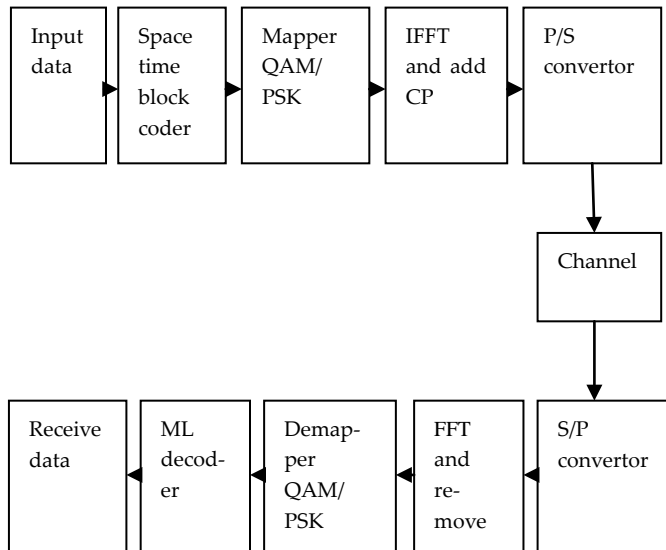 Input
data
Space
time
block
coder
Mapper
QAM/
PSK
IFFT
and add
CP
P/S
convertor
Channel
S/P
convertor
FFT
and
re-
move
Demap-
per
QAM/
PSK
ML
decod-
er
Receive
data